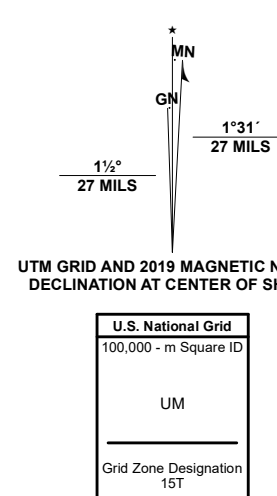 ★
MN
GN
1°31´
27 MILS
1½°
27 MILS
UTM GRID AND 2019 MAGNETIC N
DECLINATION AT CENTER OF SH
U.S. National Grid
100,000 - m Square ID
UM
Grid Zone Designation
15T